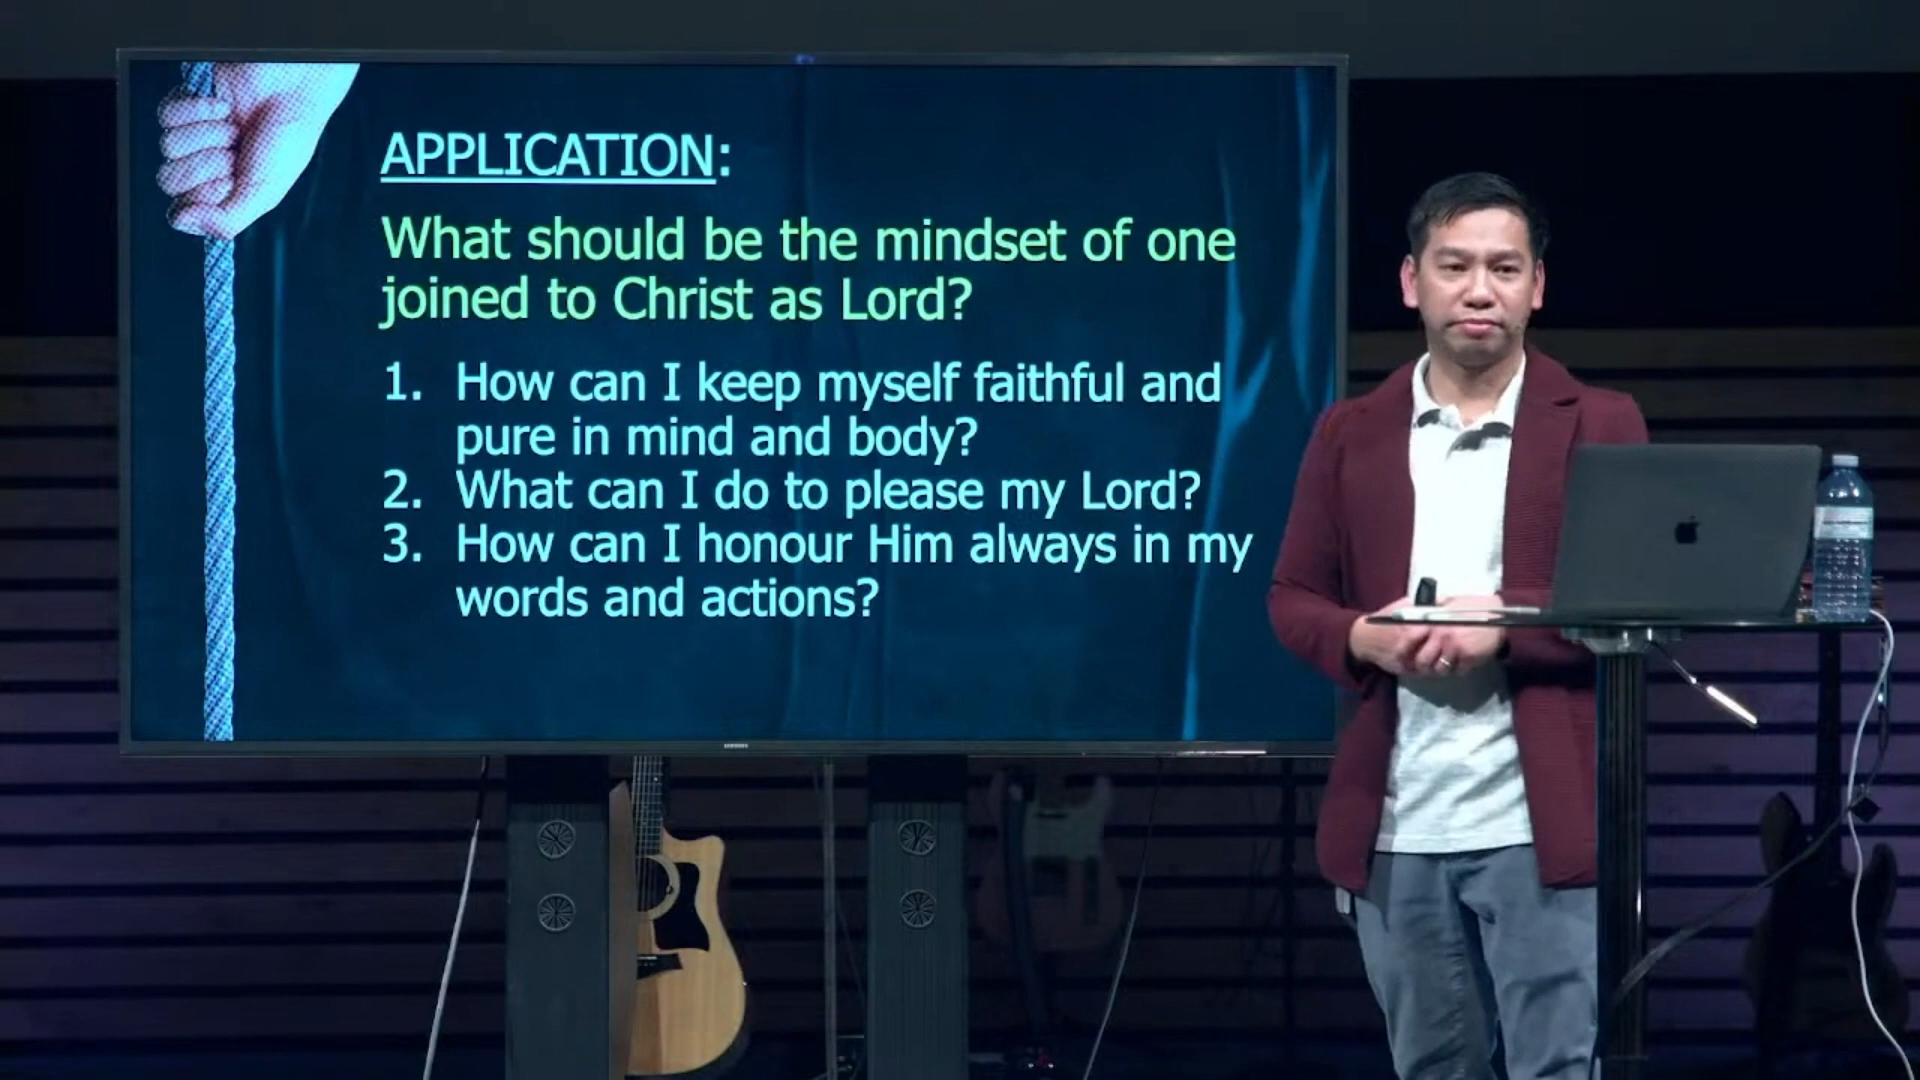 APPLICATION:
What should be the mindset of one
joined to Christ as Lord?
1. How can I keep myself faithful and
pure in mind and body?
2. What can I do to please my Lord?
3. How can I honour Him always in my
words and actions?
SAMSUNG